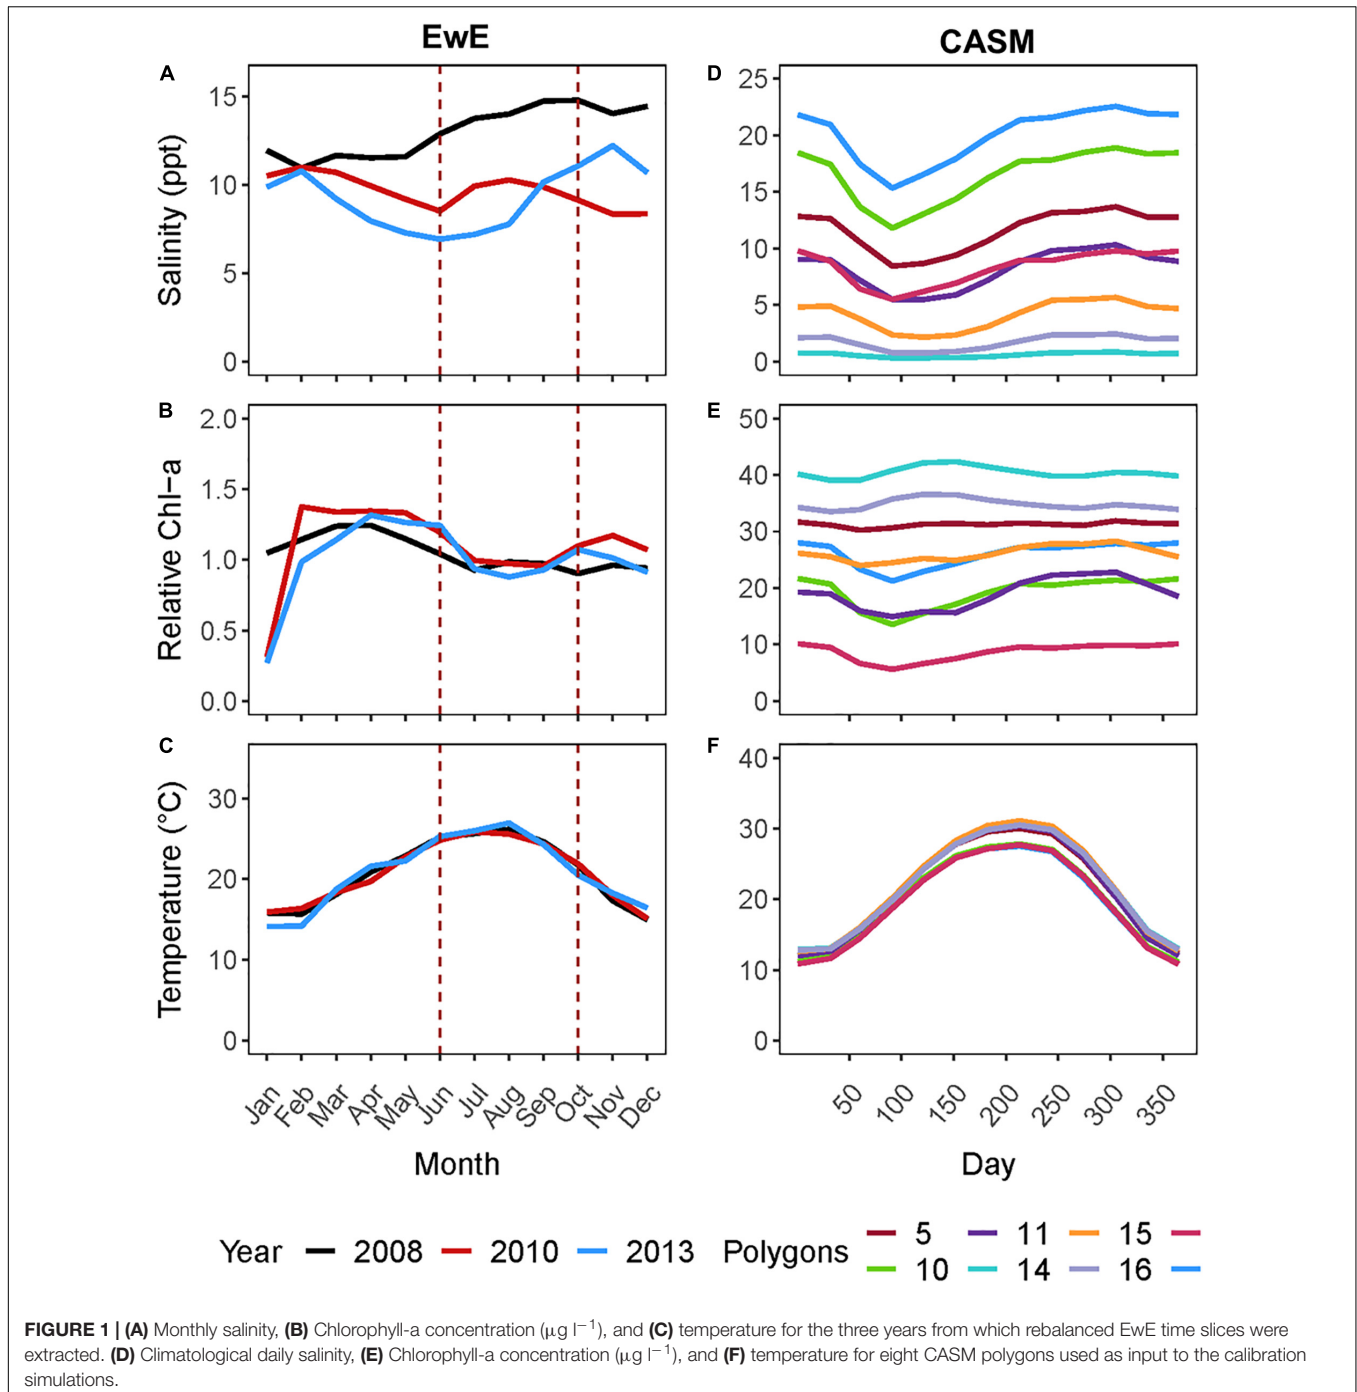 EwE
CASM
A
Salinity (ppt)
15
10
5
0
D
25
20
15
10
5
0
B
Relative Chl-a
2.0
1.5
1.0
0.5
0.0
E
50
40
30
20
10
0
C
Temperature (°C)
30
20
10
0
F
40
30
20
10
0
Jan Feb Mar Apr May Jun Jul Aug Sep Oct Nov Dec
Month
50 100 150 200 250 300 350
Day
Year 2008 2010 2013 Polygons 5 11 15
10 14 16
FIGURE 1 | (A) Monthly salinity, (B) Chlorophyll-a concentration (μg l−1), and (C) temperature for the three years from which rebalanced EwE time slices were
extracted. (D) Climatological daily salinity, (E) Chlorophyll-a concentration (μg l−1), and (F) temperature for eight CASM polygons used as input to the calibration
simulations.